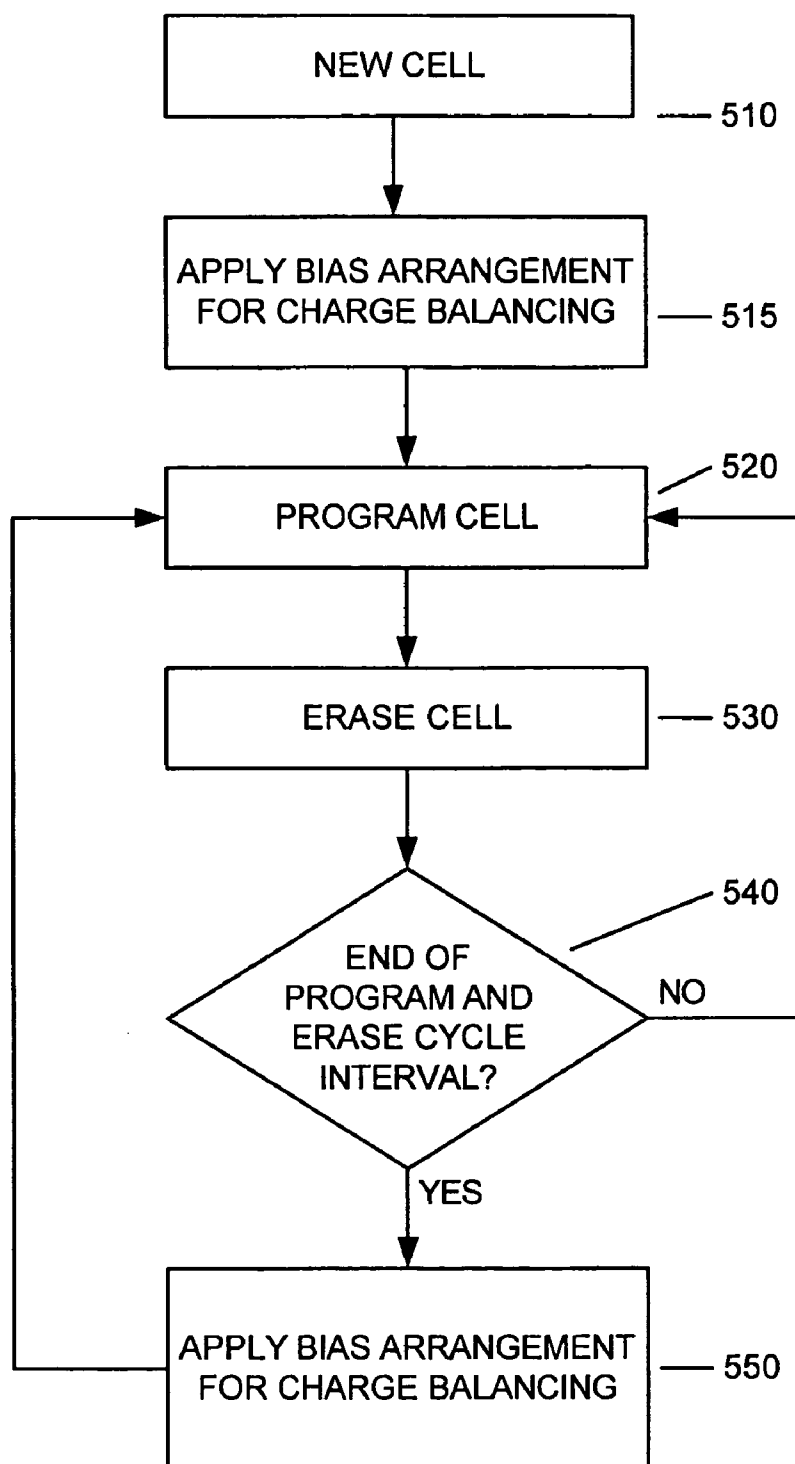 NEW CELL
510
APPLY BIAS ARRANGEMENT
FOR CHARGE BALANCING
515
520
PROGRAM CELL
ERASE CELL
530
540
END OF
PROGRAM AND
ERASE CYCLE
INTERVAL?
NO
YES
APPLY BIAS ARRANGEMENT
FOR CHARGE BALANCING
550